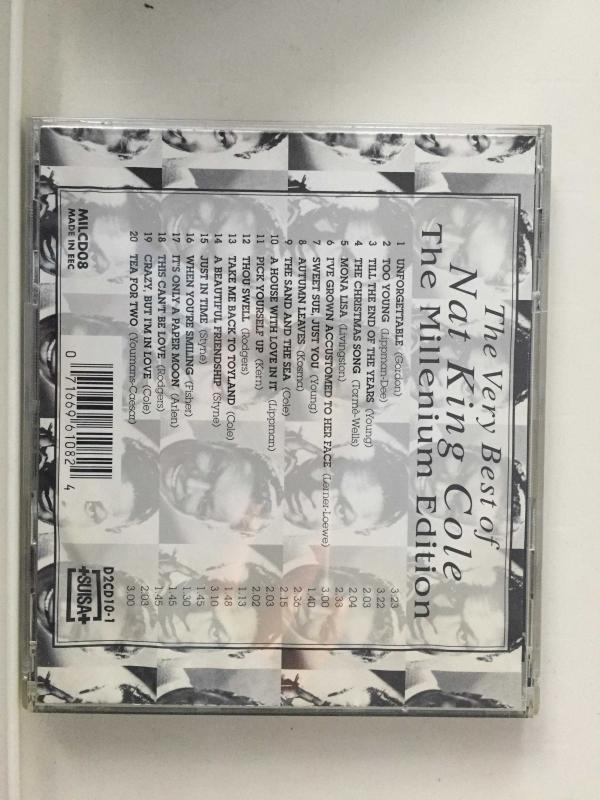 The Very Best of
Nat King Cole
The Millenium Edition
1 UNFORGETTABLE (Gordon) 3:23
2 TOO YOUNG (Lippman-Dee) 3:22
3 TILL THE END OF THE YEARS (Young) 2:03
4 THE CHRISTMAS SONG (Tormé-Wells) 2:04
5 MONA LISA (Livingston) 2:33
6 I'VE GROWN ACCUSTOMED TO HER FACE (Lerner-Loewe) 3:00
7 SWEET SUE, JUST YOU (Young) 1:40
8 AUTUMN LEAVES (Kosma) 2:36
9 THE SAND AND THE SEA (Cole) 2:15
10 A HOUSE WITH LOVE IN IT (Lippman) 2:03
11 PICK YOURSELF UP (Kern) 2:02
12 THOU SWELL (Rodgers) 1:13
13 TAKE ME BACK TO TOYLAND (Cole) 1:48
14 A BEAUTIFUL FRIENDSHIP (Styne) 3:10
15 JUST IN TIME (Styne) 1:45
16 WHEN YOU'RE SMILING (Fisher) 1:30
17 IT'S ONLY A PAPER MOON (Arlen) 1:45
18 THIS CAN'T BE LOVE (Rodgers) 1:45
19 CRAZY, BUT I'M IN LOVE (Cole) 2:03
20 TEA FOR TWO (Youmans-Caesar) 3:00
MILCD08
MADE IN EEC
0 71669 61082 4
D2CD10-1
SUISA